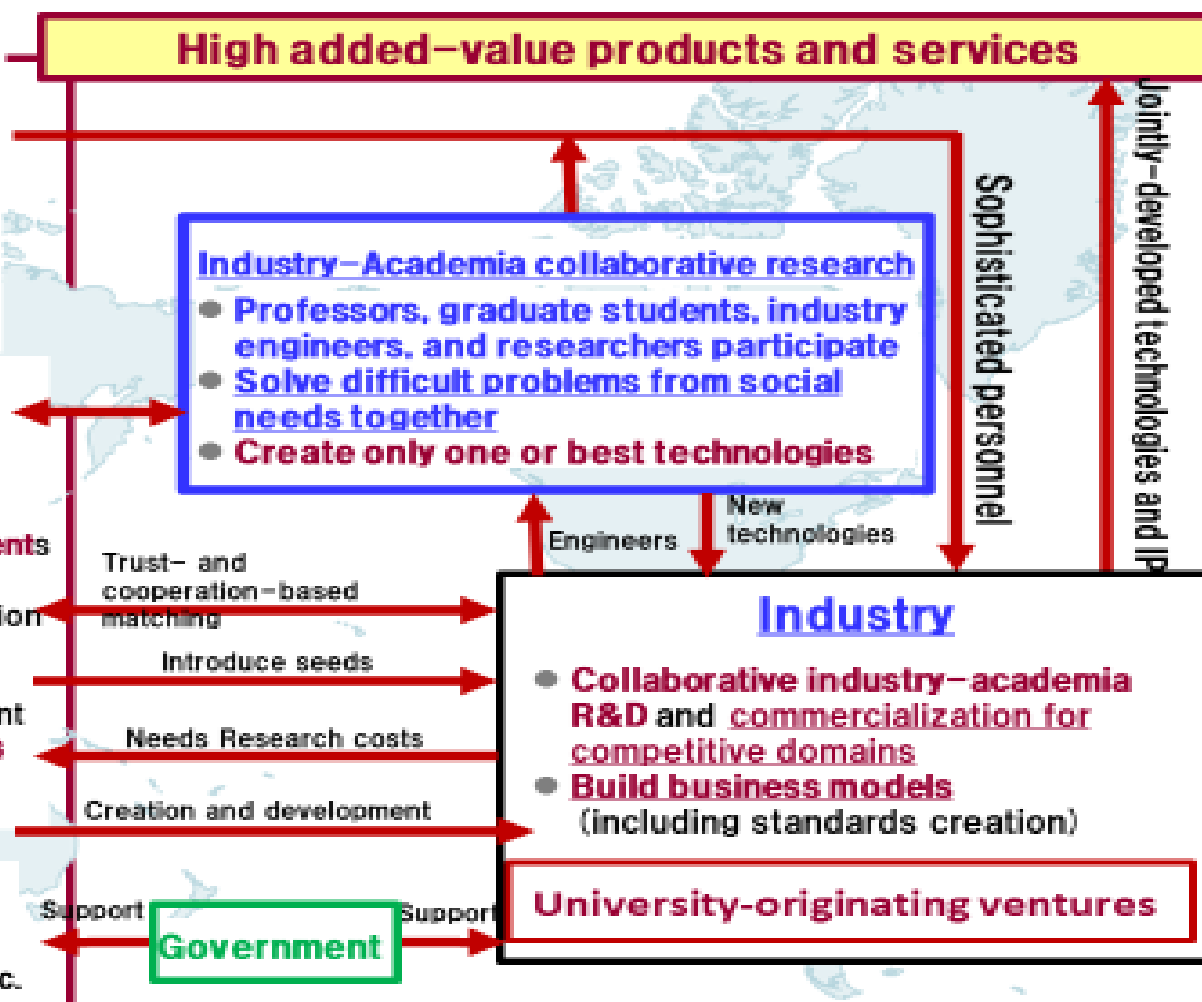 High added-value products and services
Jointly-developed technologies and IP
Sophisticated personnel
Industry-Academia collaborative research
Professors, graduate students, industry
engineers, and researchers participate
Solve difficult problems from social
needs together
Create only one or best technologies
New
technologies
Engineers
ents
Trust- and
cooperation-based
matching
ion
Introduce seeds
nt
s
Needs Research costs
Creation and development
Industry
Collaborative industry-academia
R&D and commercialization for
competitive domains
Build business models
(including standards creation)
University-originating ventures
Support
Government
Support
c.